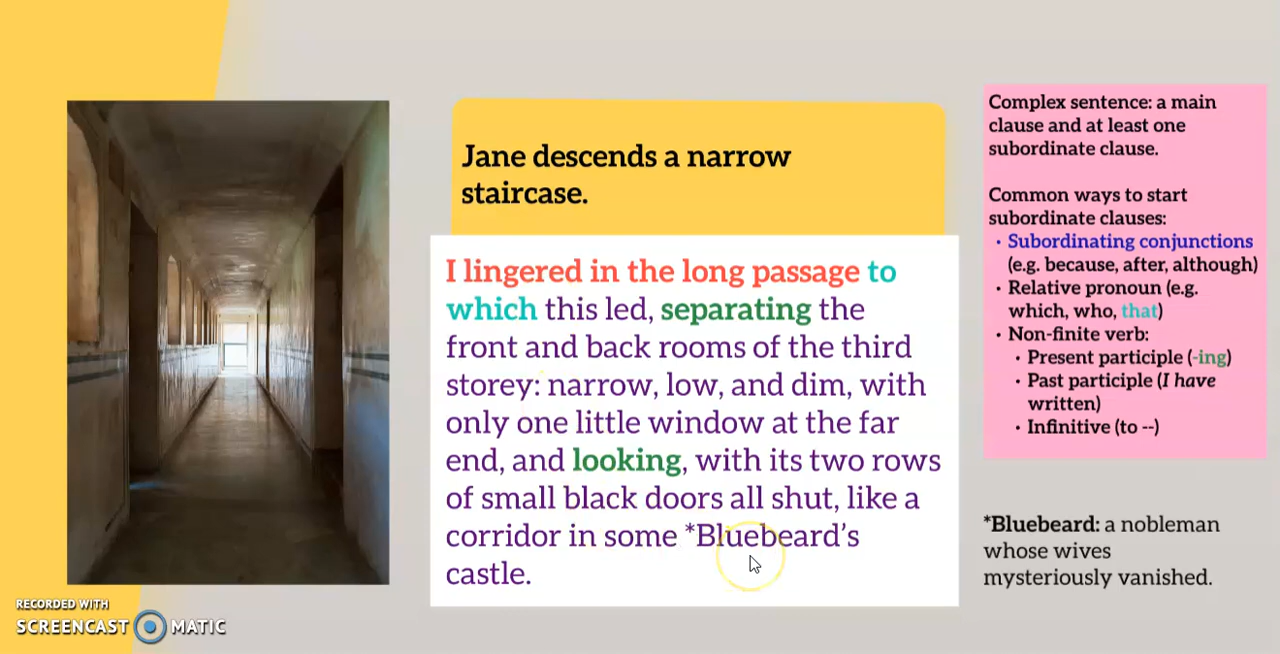 Jane descends a narrow
staircase.
I lingered in the long passage to
which this led, separating the
front and back rooms of the third
storey: narrow, low, and dim, with
only one little window at the far
end, and looking, with its two rows
of small black doors all shut, like a
corridor in some *Bluebeard’s
castle.
Complex sentence: a main
clause and at least one
subordinate clause.
Common ways to start
subordinate clauses:
• Subordinating conjunctions
(e.g. because, after, although)
• Relative pronoun (e.g.
which, who, that)
• Non-finite verb:
• Present participle (-ing)
• Past participle (I have
written)
• Infinitive (to --)
*Bluebeard: a nobleman
whose wives
mysteriously vanished.
RECORDED WITH
SCREENCAST MATIC